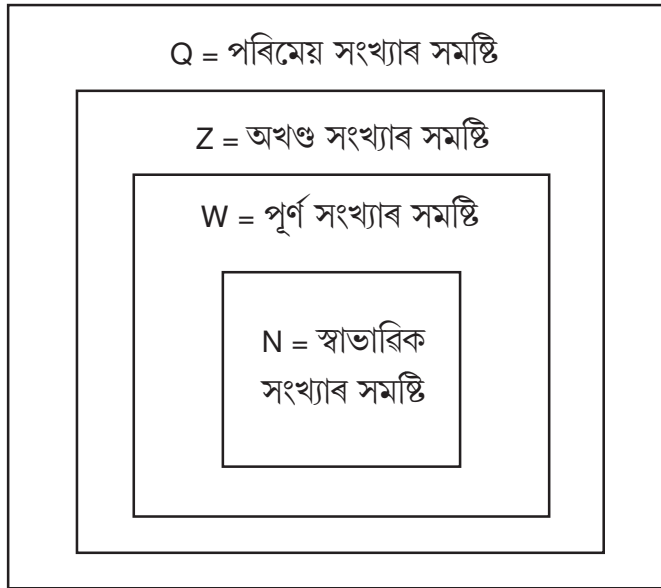 Q = পৰিমেয় সংখ্যাৰ সমষ্টি
Z = অখণ্ড সংখ্যাৰ সমষ্টি
W = পূৰ্ণ সংখ্যাৰ সমষ্টি
N = স্বাভাৱিক
সংখ্যাৰ সমষ্টি